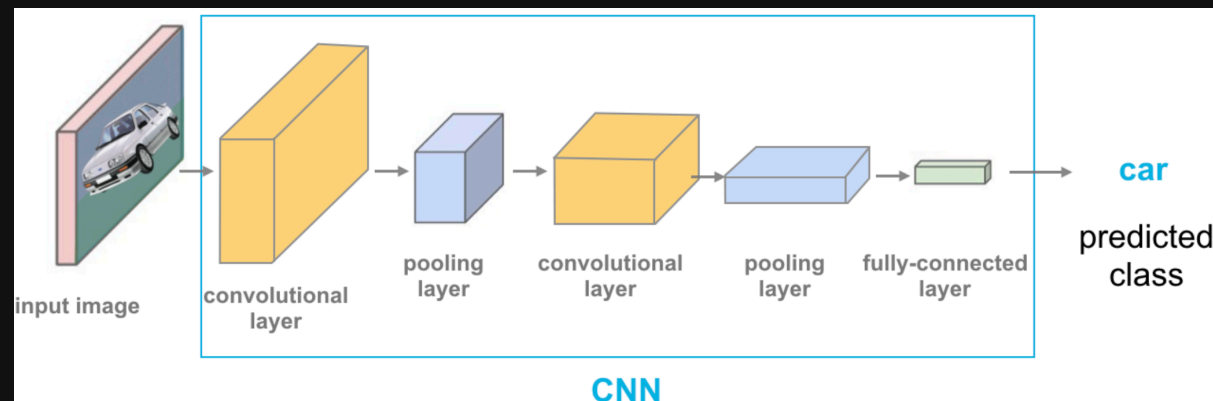 input image
convolutional
layer
pooling
layer
convolutional
layer
pooling
layer
fully-connected
layer
car
predicted
class
CNN